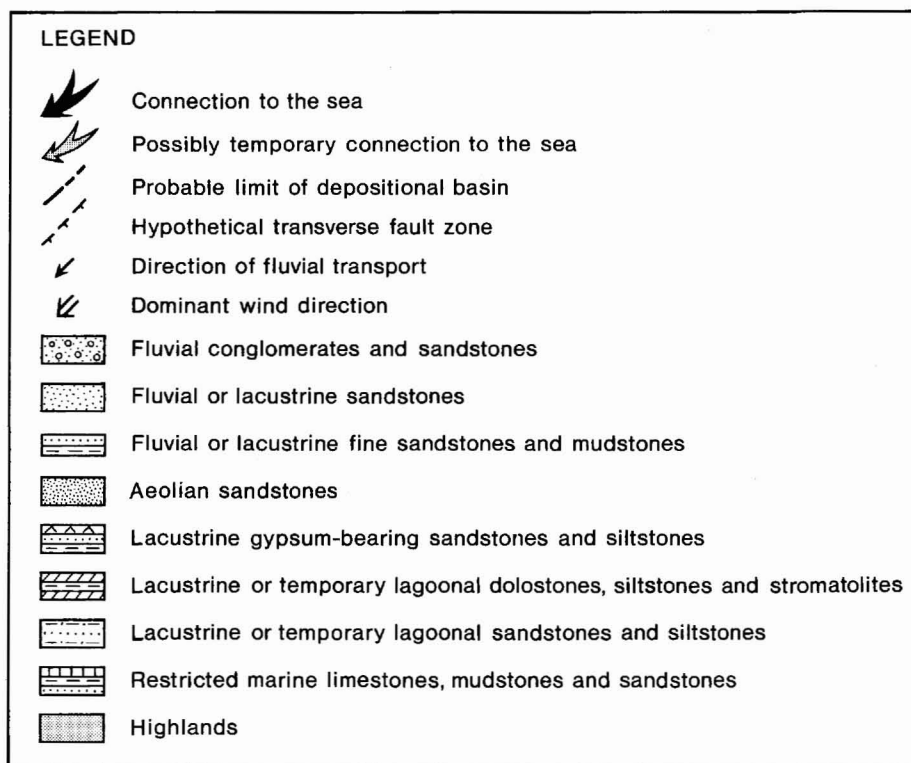 LEGEND
Connection to the sea
Possibly temporary connection to the sea
Probable limit of depositional basin
Hypothetical transverse fault zone
Direction of fluvial transport
Dominant wind direction
Fluvial conglomerates and sandstones
Fluvial or lacustrine sandstones
Fluvial or lacustrine fine sandstones and mudstones
Aeolian sandstones
Lacustrine gypsum-bearing sandstones and siltstones
Lacustrine or temporary lagoonal dolostones, siltstones and stromatolites
Lacustrine or temporary lagoonal sandstones and siltstones
Restricted marine limestones, mudstones and sandstones
Highlands